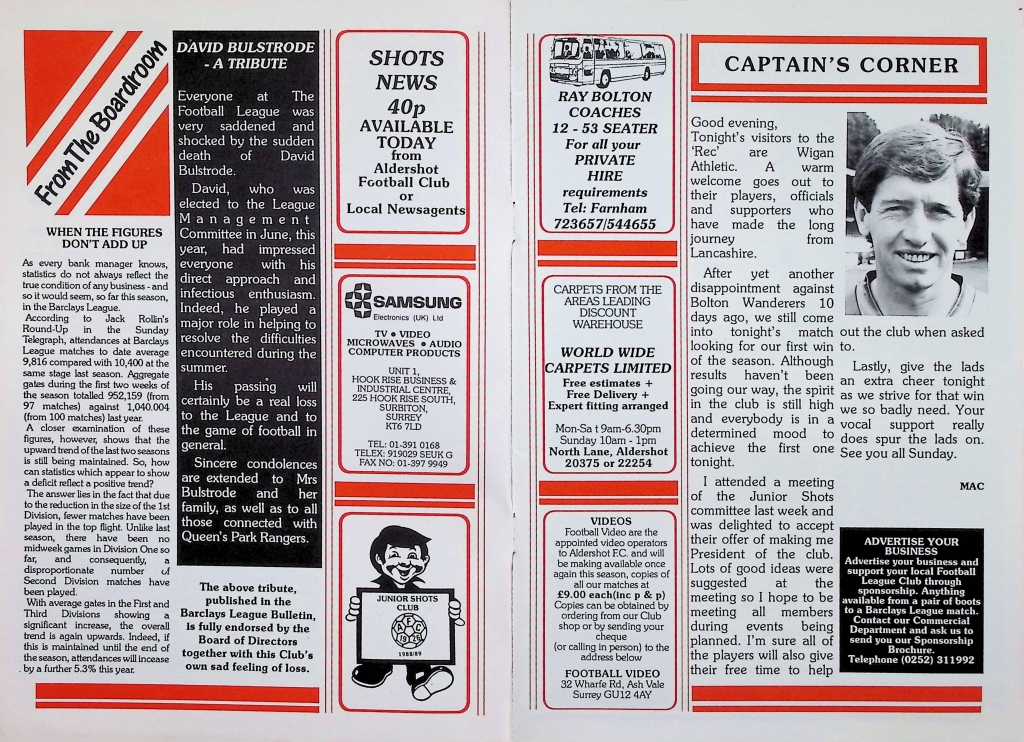 From The Boardroom
WHEN THE FIGURES
DON'T ADD UP
As every bank manager knows,
statistics do not always reflect the
true condition of any business - and
so it would seem, so far this season,
in the Barclays League.
According to Jack Rollin's
Round-Up in the Sunday
Telegraph, attendances at Barclays
League matches to date average
9,816 compared with 10,400 at the
same stage last season. Aggregate
gates during the first two weeks of
the season totalled 952,159 (from
97 matches) against 1,040.004
(from 100 matches) last year.
A closer examination of these
figures, however, shows that the
upward trend of the last two seasons
is still being maintained. So, how
can statistics which appear to show
a deficit reflect a positive trend?
The answer lies in the fact that due
to the reduction in the size of the 1st
Division, fewer matches have been
played in the top flight. Unlike last
season, there have been no
midweek games in Division One so
far, and consequently, a
disproportionate number of
Second Division matches have
been played.
With average gates in the First and
Third Divisions showing a
significant increase, the overall
trend is again upwards. Indeed, if
this is maintained until the end of
the season, attendances will increase
by a further 5.3% this year.
DAVID BULSTRODE
- A TRIBUTE
Everyone at The
Football League was
very saddened and
shocked by the sudden
death of David
Bulstrode.
David, who was
elected to the League
Management
Committee in June, this
year, had impressed
everyone with his
direct approach and
infectious enthusiasm.
Indeed, he played a
major role in helping to
resolve the difficulties
encountered during the
summer.
His passing will
certainly be a real loss
to the League and to
the game of football in
general.
Sincere condolences
are extended to Mrs
Bulstrode and her
family, as well as to all
those connected with
Queen's Park Rangers.
The above tribute,
published in the
Barclays League Bulletin,
is fully endorsed by the
Board of Directors
together with this Club's
own sad feeling of loss.
SHOTS
NEWS
40p
AVAILABLE
TODAY
from
Aldershot
Football Club
or
Local Newsagents
SAMSUNG
Electronics (UK) Ltd
TV ● VIDEO
MICROWAVES ● AUDIO
COMPUTER PRODUCTS
UNIT 1,
HOOK RISE BUSINESS &
INDUSTRIAL CENTRE,
225 HOOK RISE SOUTH,
SURBITON,
SURREY
KT6 7LD
TEL: 01-391 0168
TELEX: 919029 SEUK G
FAX NO: 01-397 9949
JUNIOR SHOTS
CLUB
A F C
1926
1988/89
RAY BOLTON
COACHES
12 - 53 SEATER
For all your
PRIVATE
HIRE
requirements
Tel: Farnham
723657/544655
CARPETS FROM THE
AREAS LEADING
DISCOUNT
WAREHOUSE
WORLD WIDE
CARPETS LIMITED
Free estimates +
Free Delivery +
Expert fitting arranged
Mon-Sa t 9am-6.30pm
Sunday 10am - 1pm
North Lane, Aldershot
20375 or 22254
VIDEOS
Football Video are the
appointed video operators
to Aldershot F.C. and will
be making available once
again this season, copies of
all our matches at
£9.00 each(inc p & p)
Copies can be obtained by
ordering from our Club
shop or by sending your
cheque
(or calling in person) to the
address below
FOOTBALL VIDEO
32 Wharfe Rd, Ash Vale
Surrey GU12 4AY
CAPTAIN'S CORNER
Good evening,
Tonight's visitors to the
'Rec' are Wigan
Athletic. A warm
welcome goes out to
their players, officials
and supporters who
have made the long
journey from
Lancashire.
After yet another
disappointment against
Bolton Wanderers 10
days ago, we still come
into tonight's match
looking for our first win
of the season. Although
results haven't been
going our way, the spirit
in the club is still high
and everybody is in a
determined mood to
achieve the first one
tonight.
I attended a meeting
of the Junior Shots
committee last week and
was delighted to accept
their offer of making me
President of the club.
Lots of good ideas were
suggested at the
meeting so I hope to be
meeting all members
during events being
planned. I'm sure all of
the players will also give
their free time to help
out the club when asked
to.
Lastly, give the lads
an extra cheer tonight
as we strive for that win
we so badly need. Your
vocal support really
does spur the lads on.
See you all Sunday.
MAC
ADVERTISE YOUR
BUSINESS
Advertise your business and
support your local Football
League Club through
sponsorship. Anything
available from a pair of boots
to a Barclays League match.
Contact our Commercial
Department and ask us to
send you our Sponsorship
Brochure.
Telephone (0252) 311992